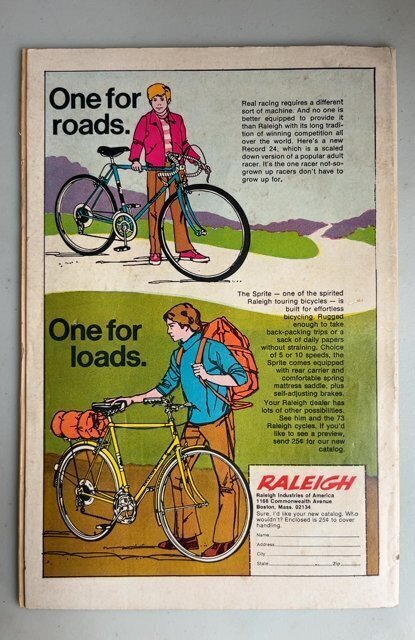 One for
roads.
Real racing requires a different
sort of machine. And no one is
better equipped to provide it
than Raleigh with its long tradi-
tion of winning competition all
over the world. Here's a new
Record 24, which is a scaled
down version of a popular adult
racer. It's the one racer not-so-
grown up racers don't have to
grow up for.
One for
loads.
The Sprite — one of the spirited
Raleigh touring bicycles — is
built for effortless
bicycling. Rugged
enough to take
back-packing trips or a
sack of daily papers
without straining. Choice
of 5 or 10 speeds, the
Sprite comes equipped
with rear carrier and
comfortable spring
mattress saddle, plus
self-adjusting brakes.
Your Raleigh dealer has
lots of other possibilities.
See him and the 73
Raleigh cycles. If you'd
like to see a preview,
send 25¢ for our new
catalog.
RALEIGH
Raleigh Industries of America
1168 Commonwealth Avenue
Boston, Mass. 02134
Sure, I'd like your new catalog. Who
wouldn't? Enclosed is 25¢ to cover
handling.
Name
Address
City
State Zip